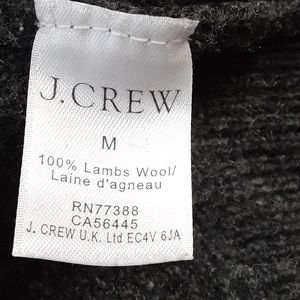 J.CREW
M
100% Lambs Wool/
Laine d'agneau
RN77388
CA56445
J. CREW U.K. Ltd EC4V 6JA